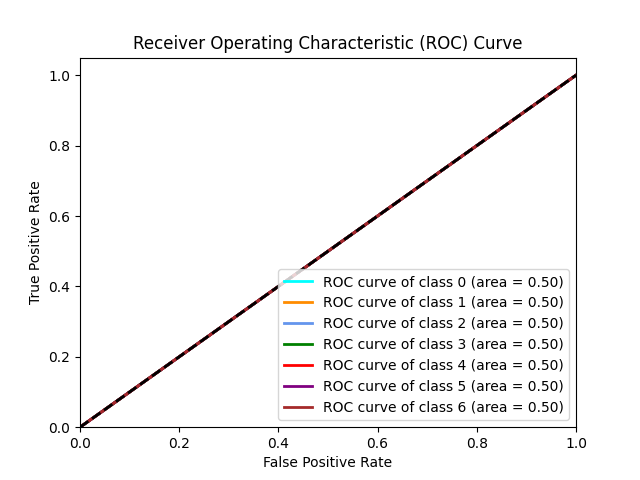 Receiver Operating Characteristic (ROC) Curve
1.0
0.8
0.6
0.4
0.2
0.0
True Positive Rate
ROC curve of class 0 (area = 0.50)
ROC curve of class 1 (area = 0.50)
ROC curve of class 2 (area = 0.50)
ROC curve of class 3 (area = 0.50)
ROC curve of class 4 (area = 0.50)
ROC curve of class 5 (area = 0.50)
ROC curve of class 6 (area = 0.50)
0.0 0.2 0.4 0.6 0.8 1.0
False Positive Rate